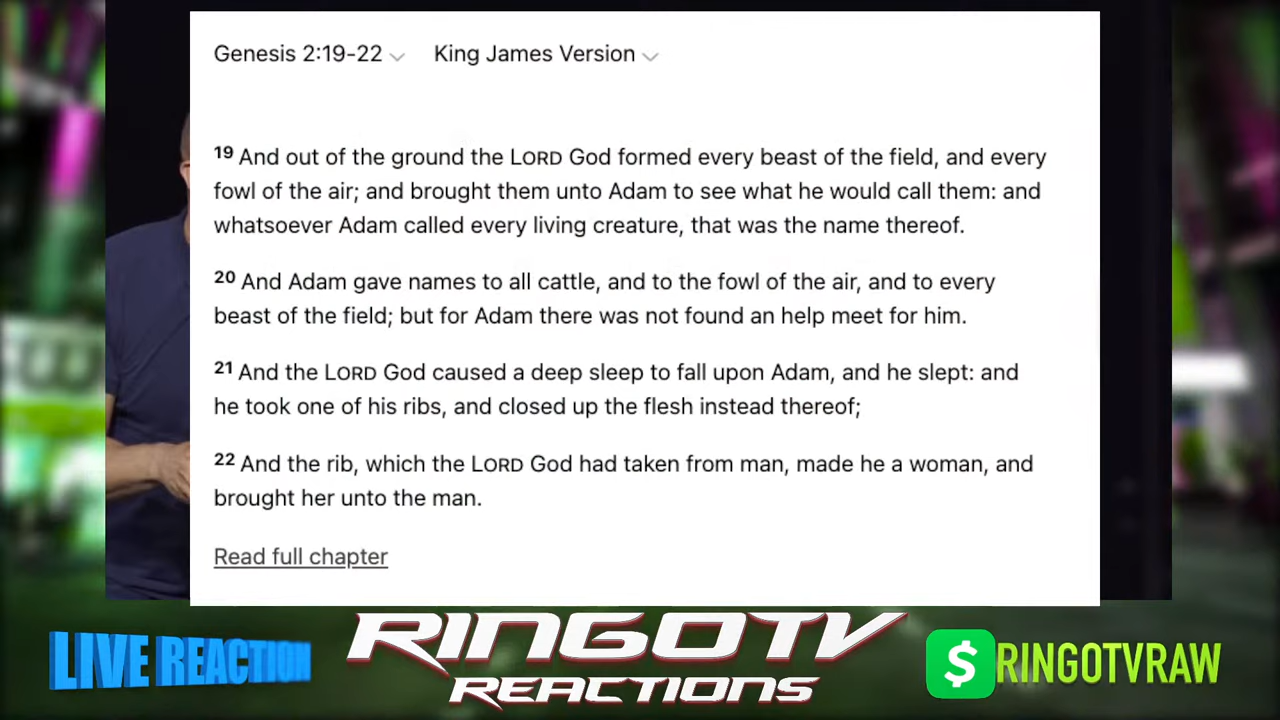 Genesis 2:19-22 King James Version
19 And out of the ground the LORD God formed every beast of the field, and every
fowl of the air; and brought them unto Adam to see what he would call them: and
whatsoever Adam called every living creature, that was the name thereof.
20 And Adam gave names to all cattle, and to the fowl of the air, and to every
beast of the field; but for Adam there was not found an help meet for him.
21 And the LORD God caused a deep sleep to fall upon Adam, and he slept: and
he took one of his ribs, and closed up the flesh instead thereof;
22 And the rib, which the LORD God had taken from man, made he a woman, and
brought her unto the man.
Read full chapter
LIVE REACTION
RINGOTV
REACTIONS
$ RINGOTVRAW